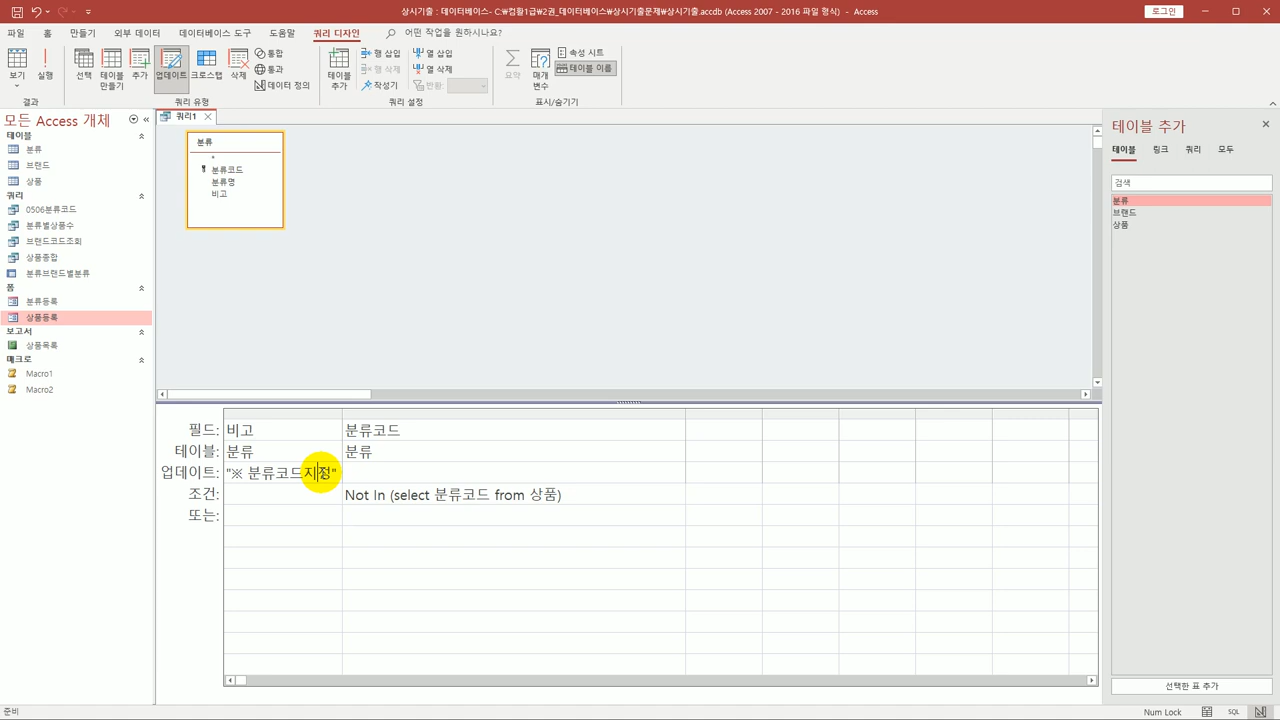 상시기술 : 데이터베이스- C:₩컴활1급₩2권_데이터베이스₩상시기술문제₩상시기술.accdb (Access 2007 - 2016 파일 형식) - Access
로그인
파일 홈 만들기 외부 데이터 데이터베이스 도구 도움말 쿼리 디자인 어떤 작업을 원하시나요?
보기 실행 선택 테이블 만들기 추가 업데이트 크로스탭 삭제 통합 통과 데이터 정의 테이블 추가 행 삽입 행 삭제 작성기 열 삽입 열 삭제 반환: 요약 매개 변수 속성 시트 테이블 이름
결과 쿼리 유형 쿼리 설정 표시/숨기기
모든 Access 개체
테이블
분류
브랜드
상품
쿼리
0506분류코드
분류별상품수
브랜드코드조회
상품종합
분류브랜드별분류
폼
분류등록
상품등록
보고서
상품목록
매크로
Macro1
Macro2
쿼리1
분류
*
분류코드
분류명
비고
필드: 비고 분류코드
테이블: 분류 분류
업데이트: "※ 분류코드지정"
조건: Not In (select 분류코드 from 상품)
또는:
테이블 추가
테이블 링크 쿼리 모두
검색
분류
브랜드
상품
선택한 표 추가
준비
Num Lock
SQL